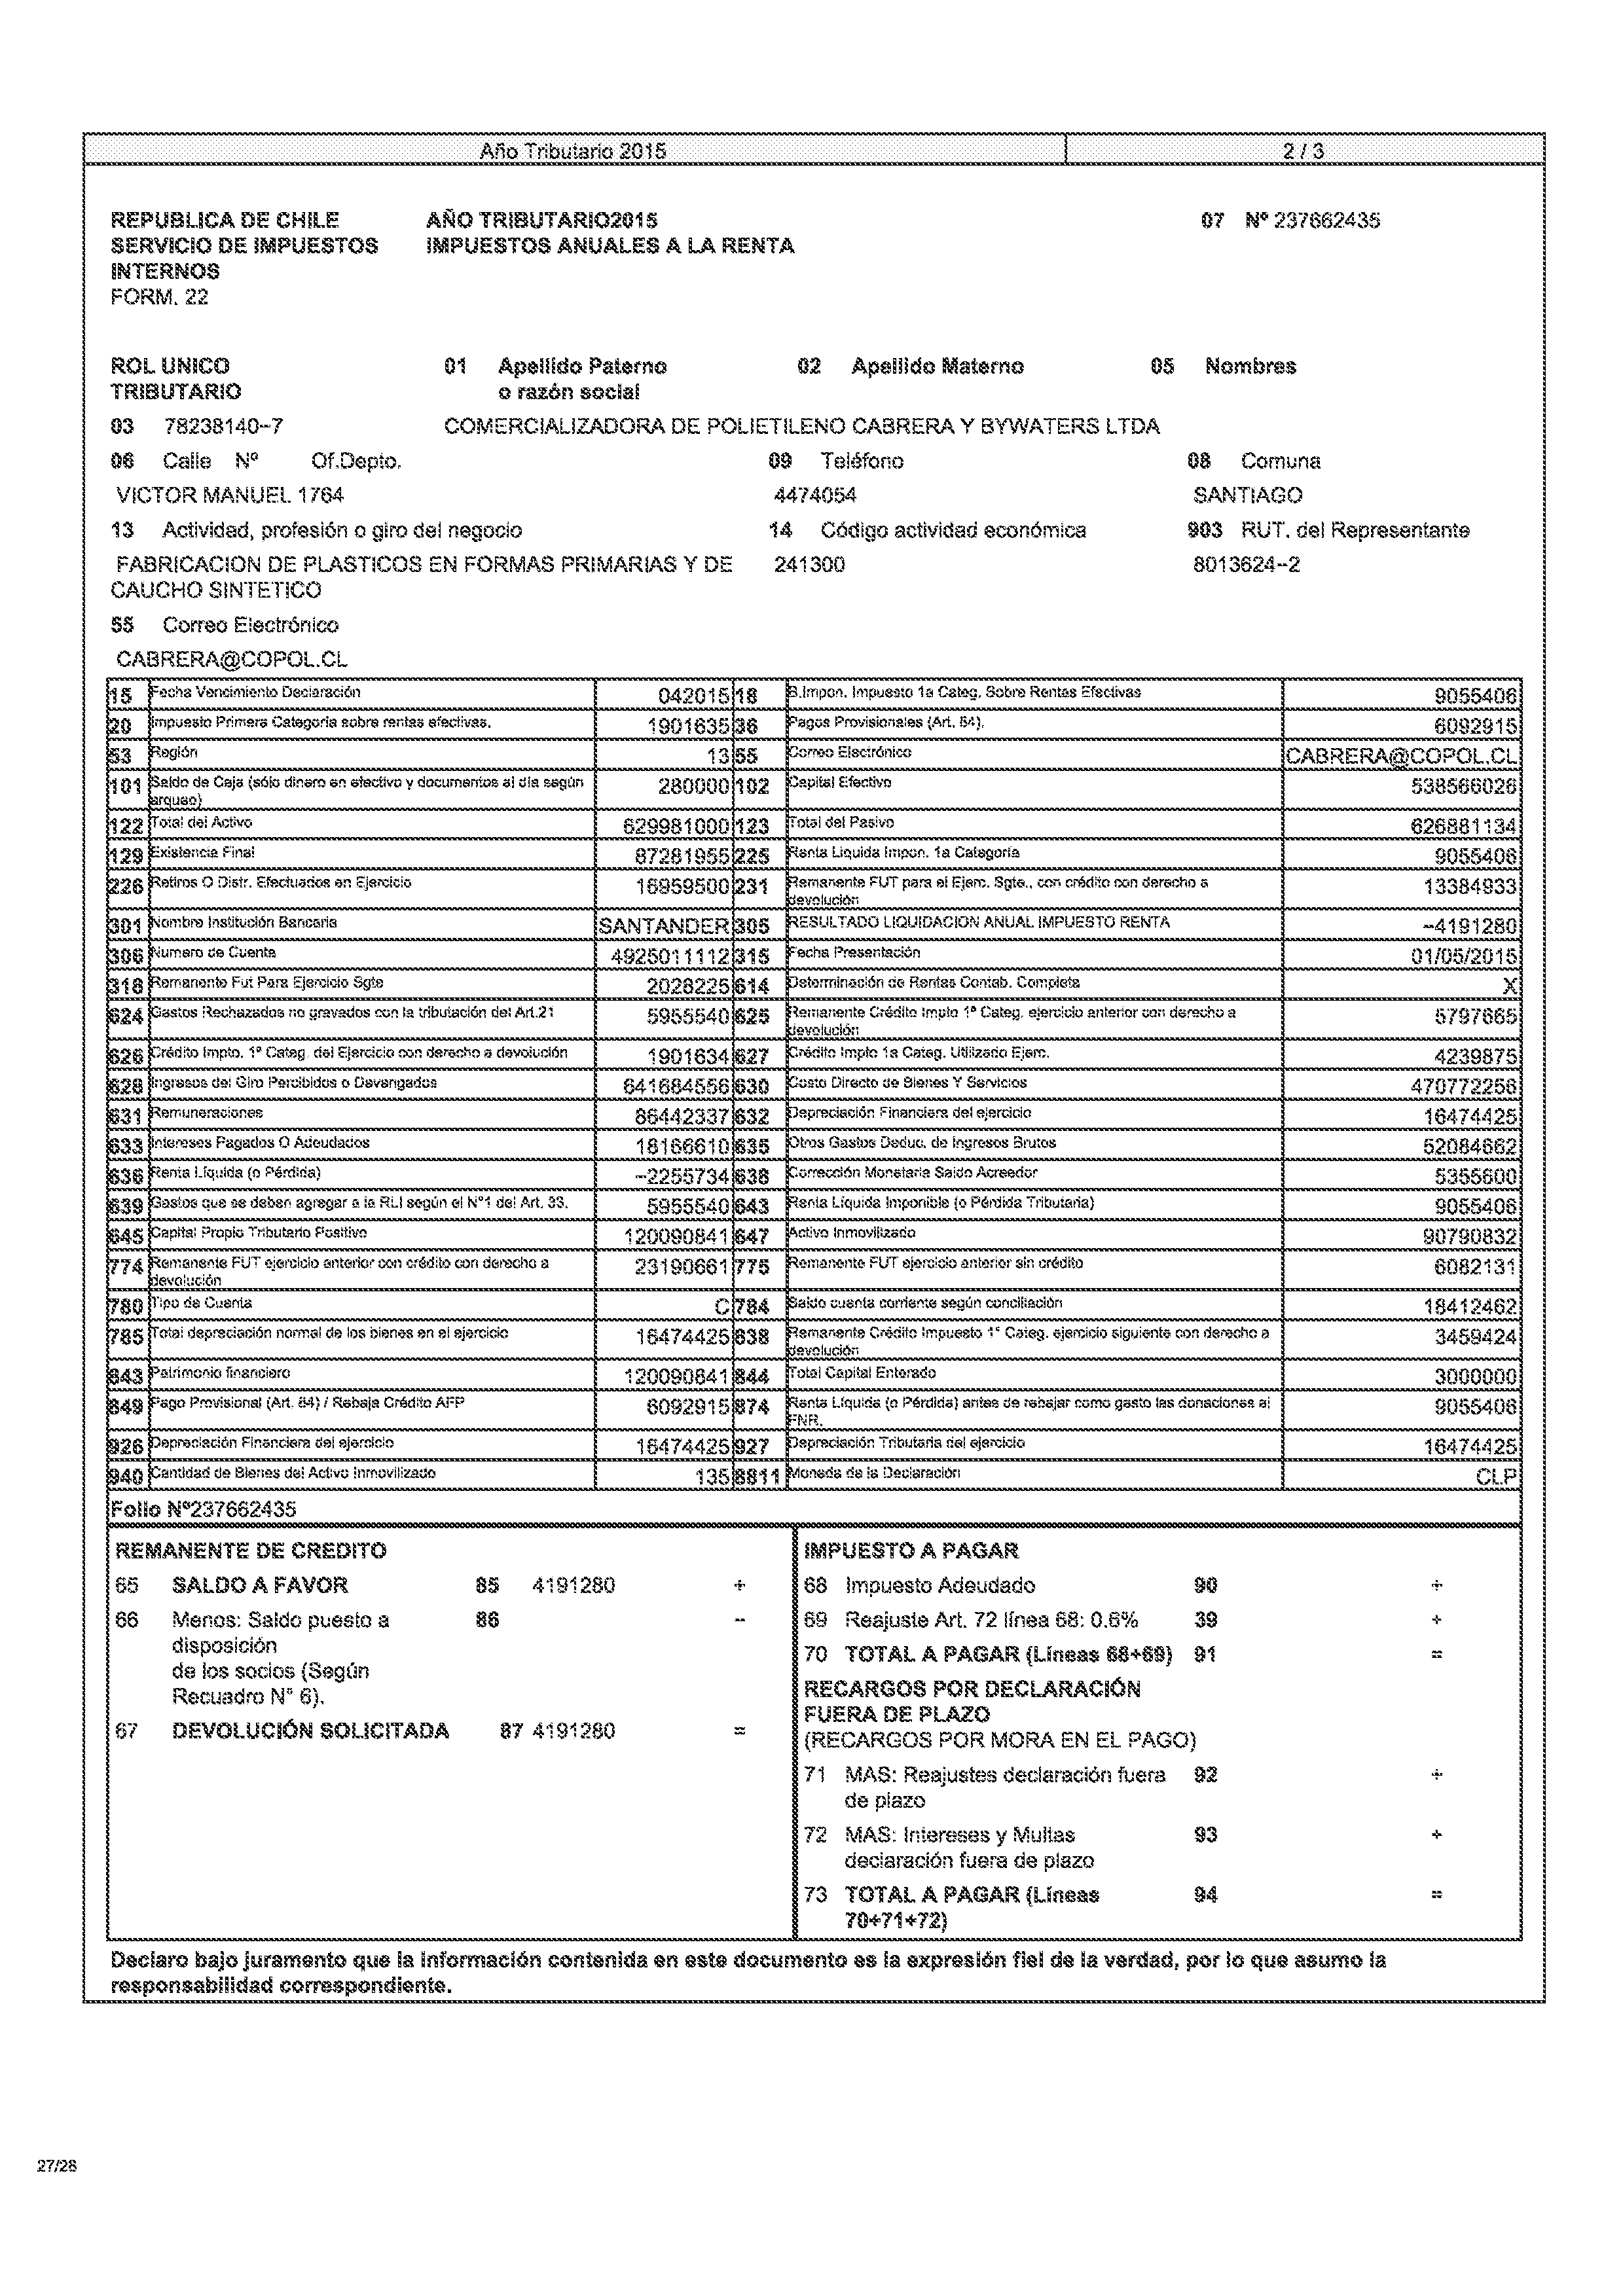 Año Tributario 2015 2 / 3
REPUBLICA DE CHILE AÑO TRIBUTARIO2015 07 Nº 237662435
SERVICIO DE IMPUESTOS IMPUESTOS ANUALES A LA RENTA
INTERNOS
FORM. 22
ROL UNICO 01 Apellido Paterno 02 Apellido Materno 05 Nombres
TRIBUTARIO o razón social
03 78238140-7 COMERCIALIZADORA DE POLIETILENO CABRERA Y BYWATERS LTDA
06 Calle Nº Of.Depto. 09 Teléfono 08 Comuna
VICTOR MANUEL 1764 4474054 SANTIAGO
13 Actividad, profesión o giro del negocio 14 Código actividad económica 903 RUT. del Representante
FABRICACION DE PLASTICOS EN FORMAS PRIMARIAS Y DE 241300 8013624-2
CAUCHO SINTETICO
55 Correo Electrónico
CABRERA@COPOL.CL
15 Fecha Vencimiento Declaración 042015 18 B.Impon. Impuesto 1a Categ. Sobre Rentas Efectivas 9055406
20 Impuesto Primera Categoría sobre rentas efectivas. 1901635 36 Pagos Provisionales (Art. 84). 6092915
53 Región 13 55 Correo Electrónico CABRERA@COPOL.CL
101 Saldo de Caja (sólo dinero en efectivo y documentos al día según 280000 102 Capital Efectivo 538566026
arqueo)
122 Total del Activo 629981000 123 Total del Pasivo 626881134
129 Existencia Final 87281955 225 Renta Liquida Impon. 1a Categoría 9055406
226 Retiros O Distr. Efectuados en Ejercicio 16959500 231 Remanente FUT para el Ejerc. Sgte., con crédito con derecho a 13384933
devolución
301 Nombre Institución Bancaria SANTANDER 305 RESULTADO LIQUIDACION ANUAL IMPUESTO RENTA -4191280
306 Numero de Cuenta 4925011112 315 Fecha Presentación 01/05/2015
318 Remanente Fut Para Ejercicio Sgte 2028225 614 Determinación de Rentas Contab. Completa X
624 Gastos Rechazados no gravados con la tributación del Art.21 5955540 625 Remanente Crédito Impto 1ª Categ. ejercicio anterior con derecho a 5797665
devolución
626 Crédito Impto. 1ª Categ. del Ejercicio con derecho a devolución 1901634 627 Crédito Impto 1a Categ. Utilizado Ejerc. 4239875
628 Ingresos del Giro Percibidos o Devengados 641684556 630 Costo Directo de Bienes Y Servicios 470772256
631 Remuneraciones 86442337 632 Depreciación Financiera del ejercicio 16474425
633 Intereses Pagados O Adeudados 18166610 635 Otros Gastos Deduc. de Ingresos Brutos 52084662
636 Renta Líquida (o Pérdida) -2255734 638 Corrección Monetaria Saldo Acreedor 5355600
639 Gastos que se deben agregar a la RLI según el Nº1 del Art. 33. 5955540 643 Renta Líquida Imponible (o Pérdida Tributaria) 9055406
645 Capital Propio Tributario Positivo 120090841 647 Activo Inmovilizado 90790832
774 Remanente FUT ejercicio anterior con crédito con derecho a 23190661 775 Remanente FUT ejercicio anterior sin crédito 6082131
devolución
780 Tipo de Cuenta C 784 Saldo cuenta corriente según conciliación 18412462
785 Total depreciación normal de los bienes en el ejercicio 16474425 838 Remanente Crédito Impuesto 1° Categ. ejercicio siguiente con derecho a 3459424
devolución
843 Patrimonio financiero 120090841 844 Total Capital Enterado 3000000
849 Pago Provisional (Art. 84) / Rebaja Crédito AFP 6092915 874 Renta Líquida (o Pérdida) antes de rebajar como gasto las donaciones al 9055406
FNR.
926 Depreciación Financiera del ejercicio 16474425 927 Depreciación Tributaria del ejercicio 16474425
940 Cantidad de Bienes del Activo Inmovilizado 135 8811 Moneda de la Declaración CLP
Folio Nº237662435
REMANENTE DE CREDITO
65 SALDO A FAVOR 85 4191280 +
66 Menos: Saldo puesto a 86 -
disposición
de los socios (Según
Recuadro N° 6).
67 DEVOLUCIÓN SOLICITADA 87 4191280 =
IMPUESTO A PAGAR
68 Impuesto Adeudado 90 +
69 Reajuste Art. 72 línea 68: 0.6% 39 +
70 TOTAL A PAGAR (Líneas 68+69) 91 =
RECARGOS POR DECLARACIÓN
FUERA DE PLAZO
(RECARGOS POR MORA EN EL PAGO)
71 MAS: Reajustes declaración fuera 92 +
de plazo
72 MAS: Intereses y Multas 93 +
declaración fuera de plazo
73 TOTAL A PAGAR (Líneas 94 =
70+71+72)
Declaro bajo juramento que la información contenida en este documento es la expresión fiel de la verdad, por lo que asumo la
responsabilidad correspondiente.
27/28